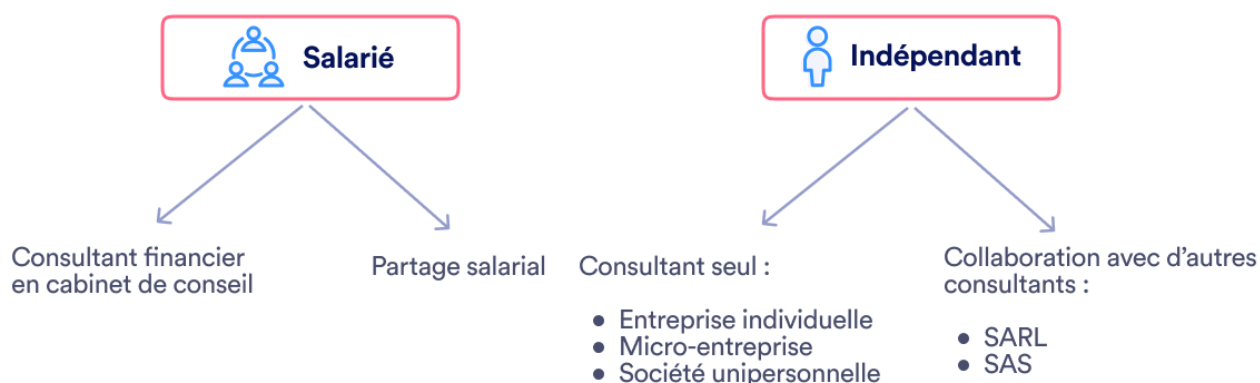 Salarié
Indépendant
Consultant financier
en cabinet de conseil
Partage salarial
Consultant seul :
• Entreprise individuelle
• Micro-entreprise
• Société unipersonnelle
Collaboration avec d’autres
consultants :
• SARL
• SAS